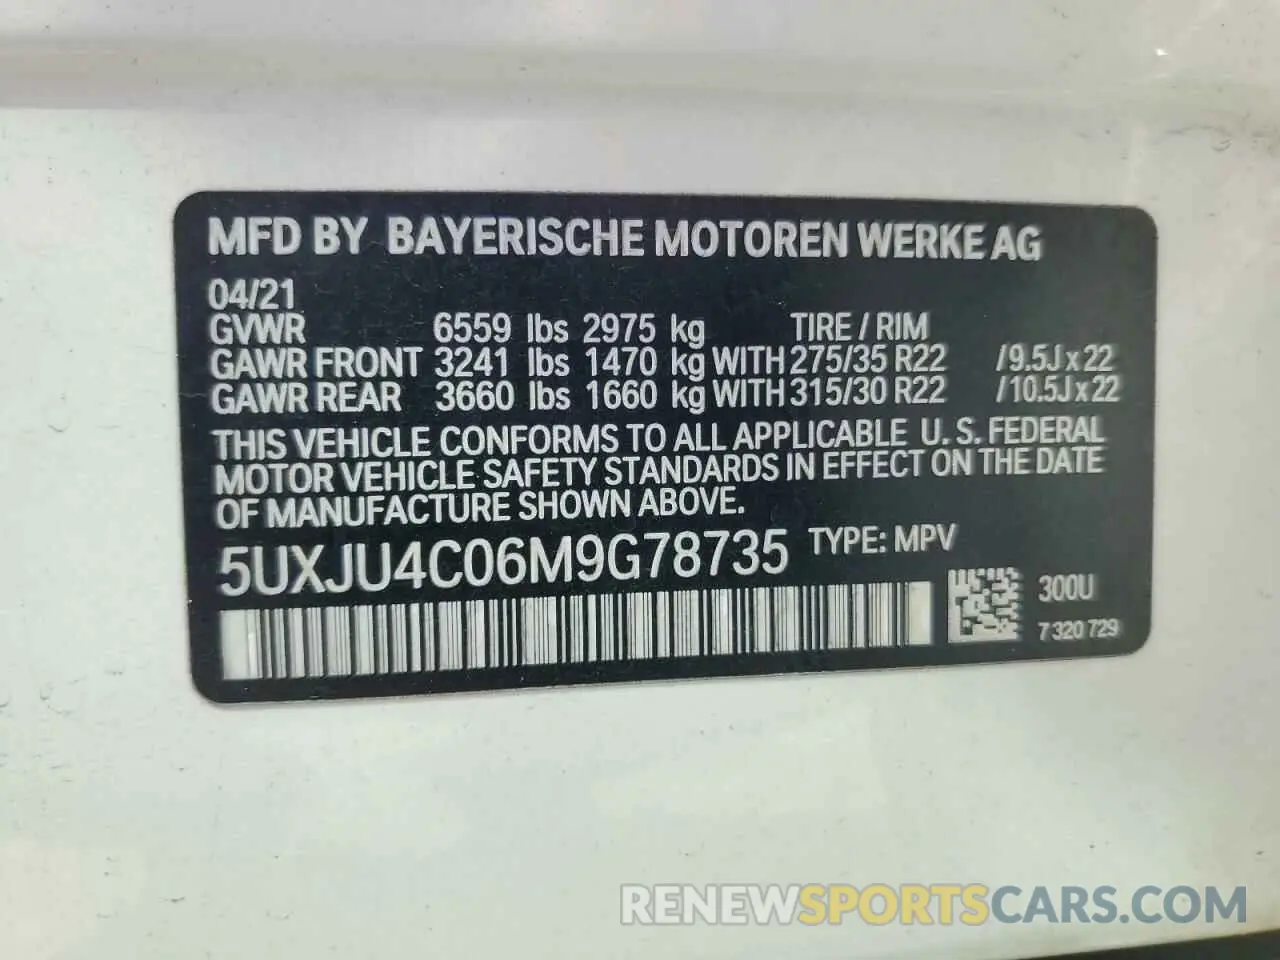 MFD BY BAYERISCHE MOTOREN WERKE AG
04/21
GVWR 6559 lbs 2975 kg TIRE / RIM
GAWR FRONT 3241 lbs 1470 kg WITH 275/35 R22 /9.5J x 22
GAWR REAR 3660 lbs 1660 kg WITH 315/30 R22 /10.5J x 22
THIS VEHICLE CONFORMS TO ALL APPLICABLE U. S. FEDERAL
MOTOR VEHICLE SAFETY STANDARDS IN EFFECT ON THE DATE
OF MANUFACTURE SHOWN ABOVE.
5UXJU4C06M9G78735 TYPE: MPV
300U
7 320 729
RENEWSPORTSCARS.COM